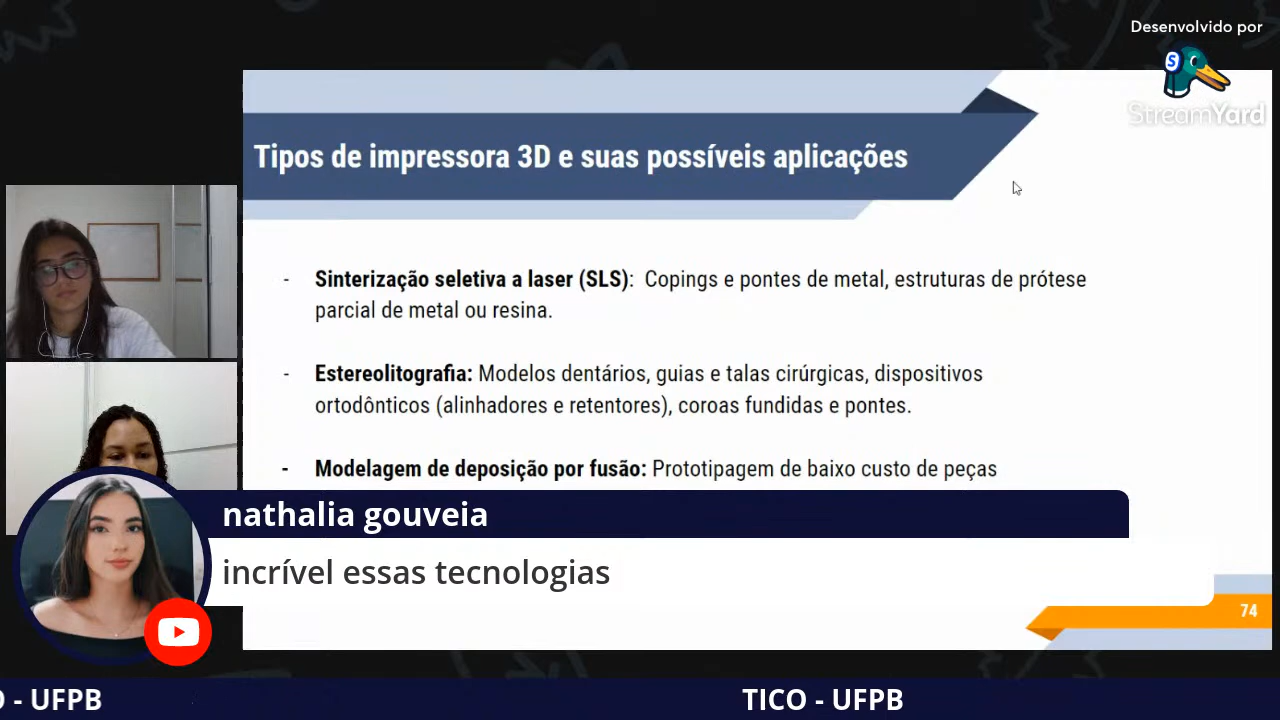 Desenvolvido por
S
StreamYard
Tipos de impressora 3D e suas possíveis aplicações
- Sinterização seletiva a laser (SLS): Copings e pontes de metal, estruturas de prótese
parcial de metal ou resina.
- Estereolitografia: Modelos dentários, guias e talas cirúrgicas, dispositivos
ortodônticos (alinhadores e retentores), coroas fundidas e pontes.
- Modelagem de deposição por fusão: Prototipagem de baixo custo de peças
nathalia gouveia
incrível essas tecnologias
74
- UFPB
TICO - UFPB